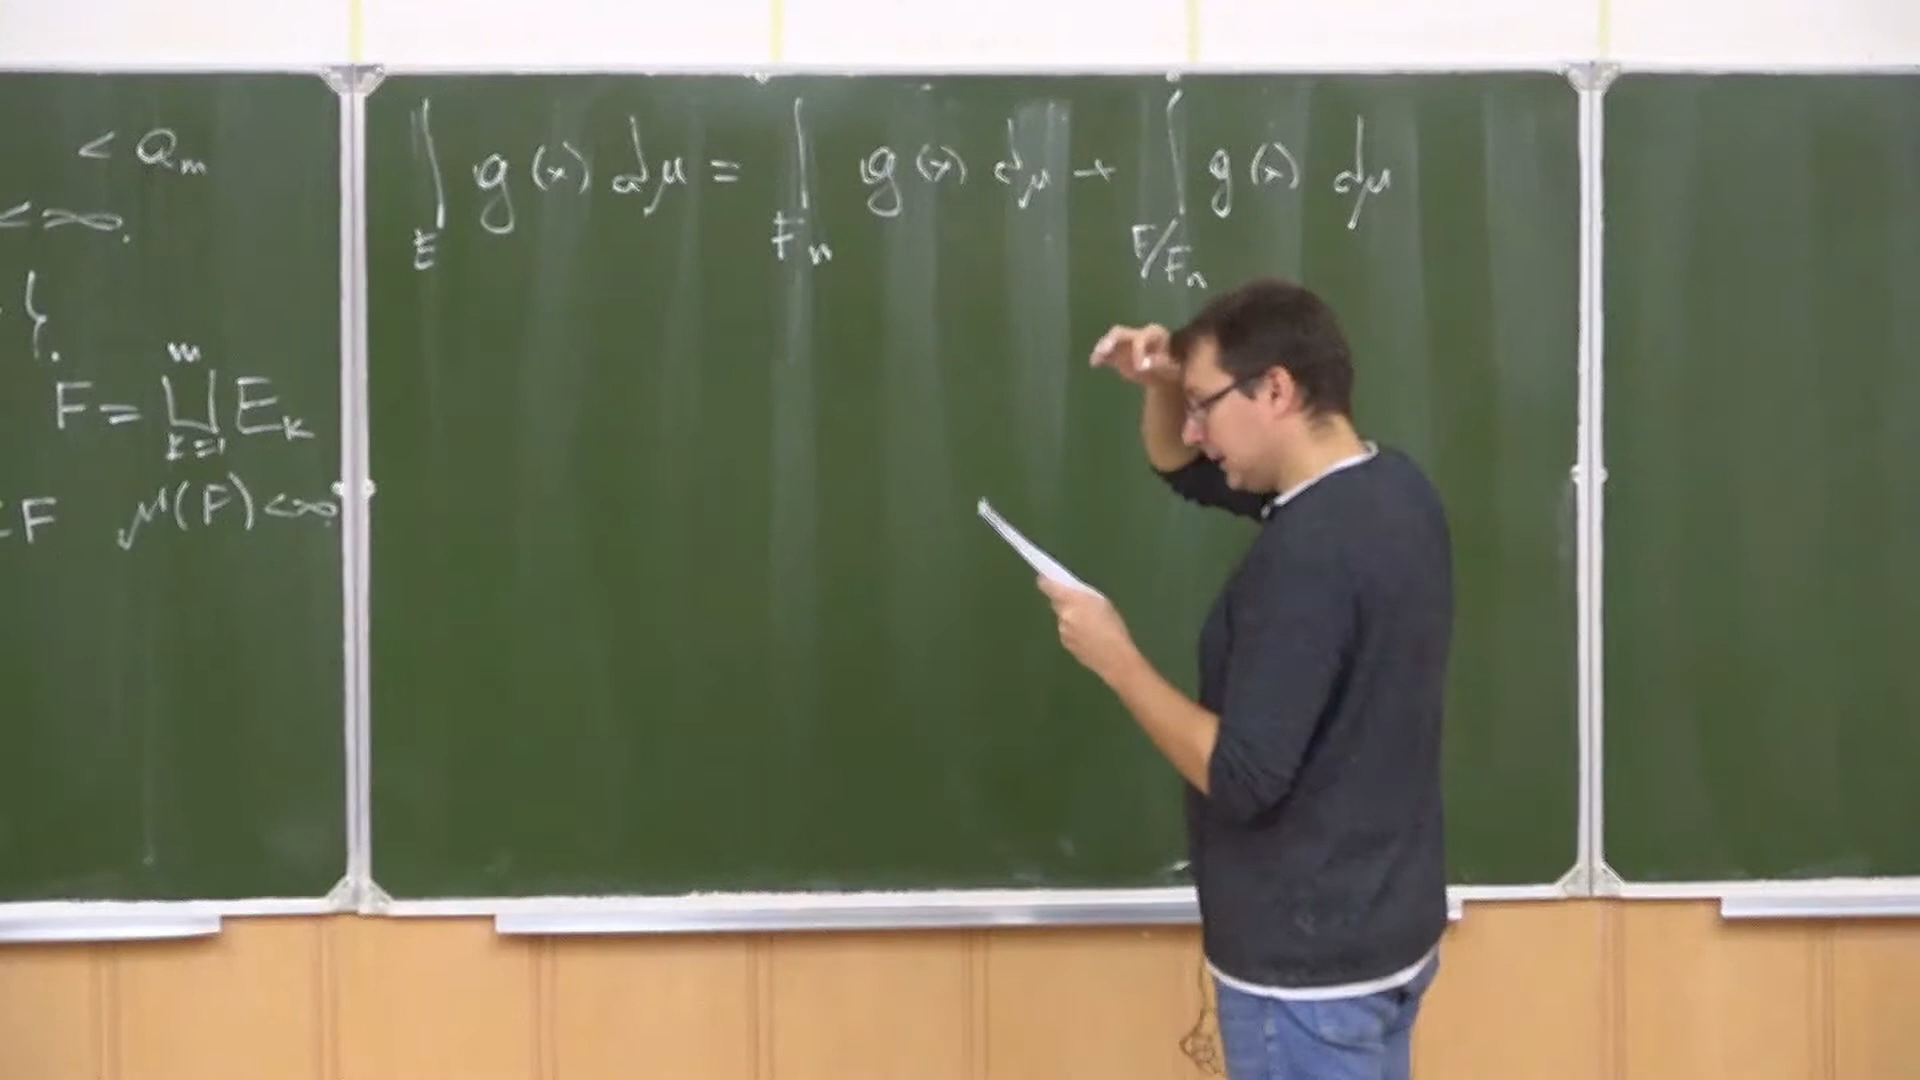 < a_m
< ∞.
}.
F = ⊔_{k=1}^{m} E_k
⊂ F μ(F) < ∞
∫_E g(x) dμ = ∫_{F_n} g(x) dμ + ∫_{F/F_n} g(x) dμ